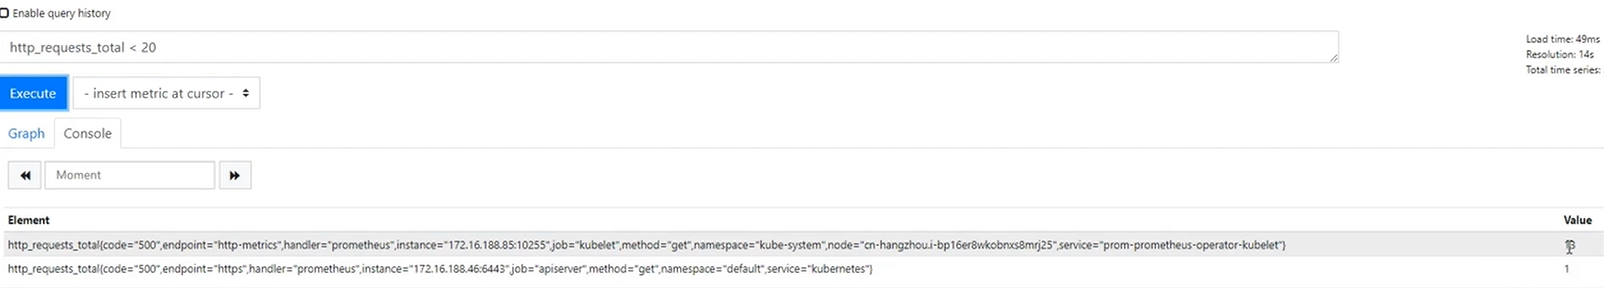 Enable query history
http_requests_total < 20
Load time: 49ms
Resolution: 14s
Total time series:
Execute
- insert metric at cursor -
Graph
Console
Moment
Element Value
http_requests_total{code="500",endpoint="http-metrics",handler="prometheus",instance="172.16.188.85:10255",job="kubelet",method="get",namespace="kube-system",node="cn-hangzhou.i-bp16er8wkobnxs8mrj25",service="prom-prometheus-operator-kubelet"}
http_requests_total{code="500",endpoint="https",handler="prometheus",instance="172.16.188.46:6443",job="apiserver",method="get",namespace="default",service="kubernetes"} 1